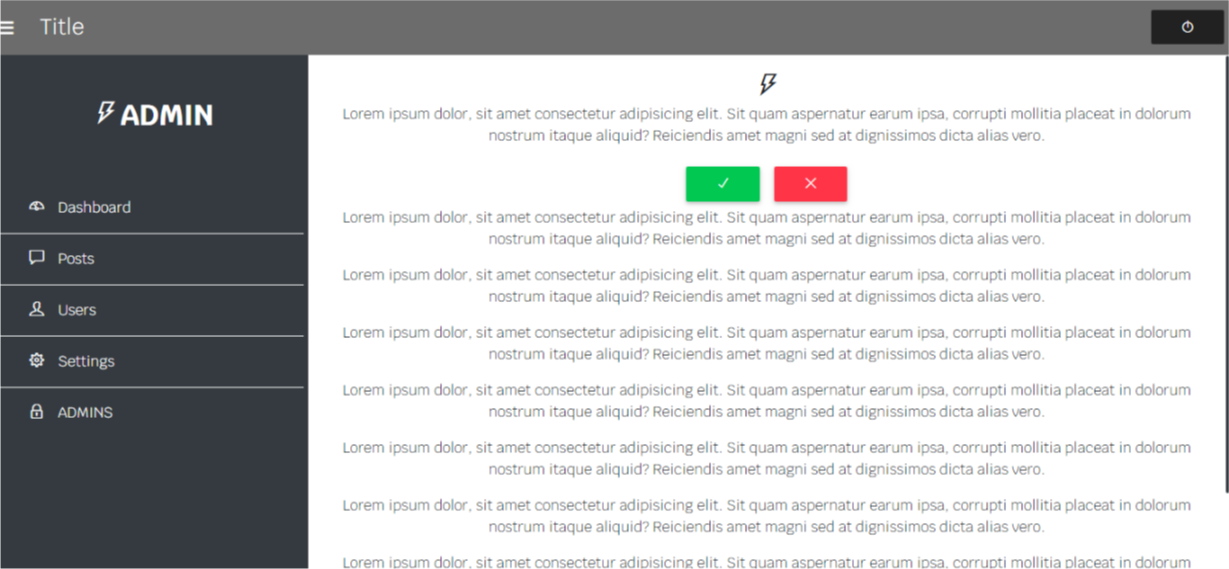 Title
ADMIN
Dashboard
Posts
Users
Settings
ADMINS
Lorem ipsum dolor, sit amet consectetur adipisicing elit. Sit quam aspernatur earum ipsa, corrupti mollitia placeat in dolorum
nostrum itaque aliquid? Reiciendis amet magni sed at dignissimos dicta alias vero.
Lorem ipsum dolor, sit amet consectetur adipisicing elit. Sit quam aspernatur earum ipsa, corrupti mollitia placeat in dolorum
nostrum itaque aliquid? Reiciendis amet magni sed at dignissimos dicta alias vero.
Lorem ipsum dolor, sit amet consectetur adipisicing elit. Sit quam aspernatur earum ipsa, corrupti mollitia placeat in dolorum
nostrum itaque aliquid? Reiciendis amet magni sed at dignissimos dicta alias vero.
Lorem ipsum dolor, sit amet consectetur adipisicing elit. Sit quam aspernatur earum ipsa, corrupti mollitia placeat in dolorum
nostrum itaque aliquid? Reiciendis amet magni sed at dignissimos dicta alias vero.
Lorem ipsum dolor, sit amet consectetur adipisicing elit. Sit quam aspernatur earum ipsa, corrupti mollitia placeat in dolorum
nostrum itaque aliquid? Reiciendis amet magni sed at dignissimos dicta alias vero.
Lorem ipsum dolor, sit amet consectetur adipisicing elit. Sit quam aspernatur earum ipsa, corrupti mollitia placeat in dolorum
nostrum itaque aliquid? Reiciendis amet magni sed at dignissimos dicta alias vero.
Lorem ipsum dolor, sit amet consectetur adipisicing elit. Sit quam aspernatur earum ipsa, corrupti mollitia placeat in dolorum
nostrum itaque aliquid? Reiciendis amet magni sed at dignissimos dicta alias vero.
Lorem ipsum dolor, sit amet consectetur adipisicing elit. Sit quam aspernatur earum ipsa, corrupti mollitia placeat in dolorum